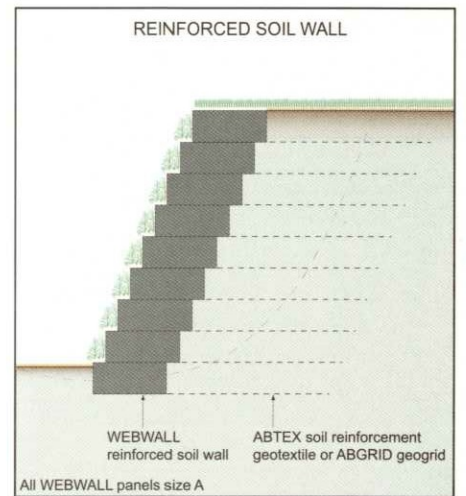 REINFORCED SOIL WALL
WEBWALL
reinforced soil wall
ABTEX soil reinforcement
geotextile or ABGRID geogrid
All WEBWALL panels size A